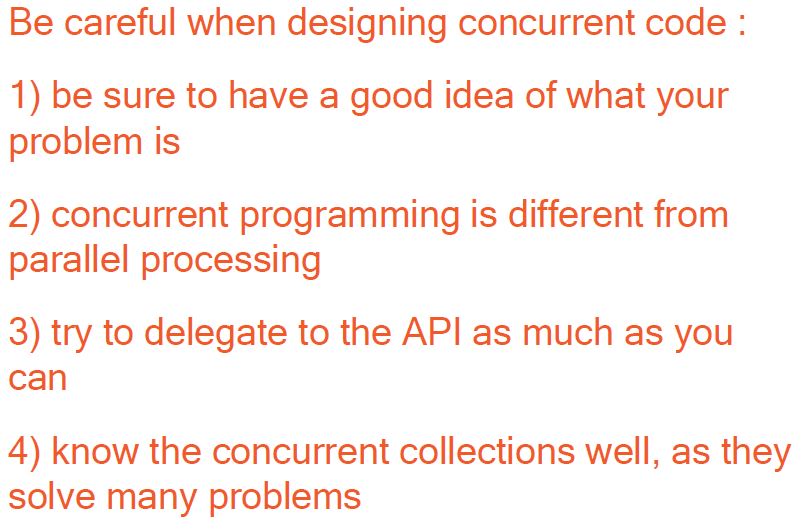 Be careful when designing concurrent code :
1) be sure to have a good idea of what your
problem is
2) concurrent programming is different from
parallel processing
3) try to delegate to the API as much as you
can
4) know the concurrent collections well, as they
solve many problems